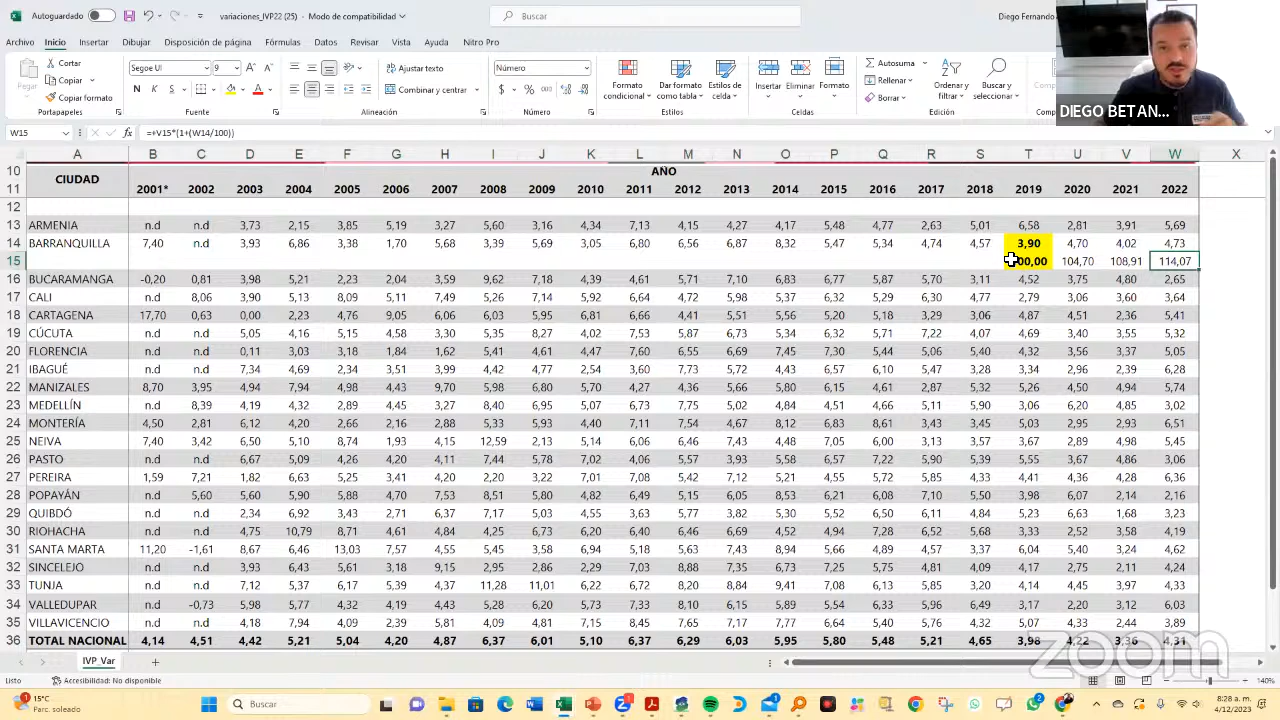 Autoguardado variaciones_IVP22 (25) - Modo de compatibilidad Buscar Diego Fernando
Archivo Inicio Insertar Dibujar Disposición de página Fórmulas Datos Revisar Vista Ayuda Nitro Pro
Pegar Cortar Copiar Copiar formato Portapapeles
Segoe UI 9 N K S Fuente
Ajustar texto Combinar y centrar Alineación
Número $ % 000 Número
Formato condicional Dar formato como tabla Estilos de celda Estilos
Insertar Eliminar Formato Celdas
Autosuma Rellenar Borrar Ordenar y filtrar Buscar y seleccionar Edición
DIEGO BETAN...
W15 fx =+V15*(1+(W14/100))
A B C D E F G H I J K L M N O P Q R S T U V W X
10 CIUDAD AÑO
11 2001* 2002 2003 2004 2005 2006 2007 2008 2009 2010 2011 2012 2013 2014 2015 2016 2017 2018 2019 2020 2021 2022
12
13 ARMENIA n.d n.d 3,73 2,15 3,85 5,19 3,27 5,60 3,16 4,34 7,13 4,15 4,27 4,17 5,48 4,77 2,63 5,01 6,58 2,81 3,91 5,69
14 BARRANQUILLA 7,40 n.d 3,93 6,86 3,38 1,70 5,68 3,39 5,69 3,05 6,80 6,56 6,87 8,32 5,47 5,34 4,74 4,57 3,90 4,70 4,02 4,73
15 00,00 104,70 108,91 114,07
16 BUCARAMANGA -0,20 0,81 3,98 5,21 2,23 2,04 3,59 9,62 7,18 4,39 4,61 5,71 7,10 6,83 6,77 5,87 5,70 3,11 4,52 3,75 4,80 2,65
17 CALI n.d 8,06 3,90 5,13 8,09 5,11 7,49 5,26 7,14 5,92 6,64 4,72 5,98 5,37 6,32 5,29 6,30 4,77 2,79 3,06 3,60 3,64
18 CARTAGENA 17,70 0,63 0,00 2,23 4,76 9,05 6,06 6,03 5,95 6,81 6,66 4,41 5,51 5,56 5,20 5,18 3,29 3,06 4,87 4,51 2,36 5,41
19 CÚCUTA n.d n.d 5,05 4,16 5,15 4,58 3,30 5,35 8,27 4,02 7,53 5,87 6,73 5,34 6,32 5,71 7,22 4,07 4,69 3,40 3,55 5,32
20 FLORENCIA n.d n.d 0,11 3,03 3,18 1,84 1,62 5,41 4,61 4,47 7,60 6,55 6,69 7,45 7,30 5,44 5,06 5,40 4,32 3,56 3,37 5,05
21 IBAGUÉ n.d n.d 7,34 4,69 2,34 3,51 3,99 4,42 4,77 2,54 3,60 7,73 5,72 4,43 6,57 6,10 5,47 3,28 3,34 2,96 2,39 6,28
22 MANIZALES 8,70 3,95 4,94 7,94 4,98 4,43 9,70 5,98 6,80 5,70 4,27 4,36 5,66 5,80 6,15 4,61 2,87 5,32 5,26 4,50 4,94 5,74
23 MEDELLÍN n.d 8,39 4,19 4,32 2,89 4,45 3,27 8,40 6,95 5,07 6,73 7,75 5,02 4,84 4,51 4,66 5,11 5,90 3,06 6,20 4,85 3,02
24 MONTERÍA 4,50 2,81 6,12 4,20 2,66 2,16 2,88 5,33 5,93 4,40 7,11 7,54 4,67 8,12 6,83 8,61 3,43 3,45 5,03 2,95 2,93 6,51
25 NEIVA 7,40 3,42 6,50 5,10 8,74 1,93 4,15 12,59 2,13 5,14 6,06 6,46 7,43 4,48 7,05 6,00 3,13 3,57 3,67 2,89 4,98 5,45
26 PASTO n.d n.d 6,67 5,09 4,26 4,20 4,11 7,44 5,78 7,02 4,06 5,57 3,93 5,58 6,57 7,22 5,90 5,39 5,55 3,67 4,86 3,06
27 PEREIRA 1,59 7,21 1,82 6,63 5,25 3,41 4,20 2,20 3,22 7,01 7,08 5,42 7,12 5,21 4,55 5,72 5,85 4,33 4,41 4,36 4,28 6,36
28 POPAYÁN n.d 5,60 5,60 5,90 5,88 4,70 7,53 8,51 5,80 4,82 6,49 5,15 6,05 8,53 6,21 6,08 7,10 5,50 3,98 6,07 2,14 2,16
29 QUIBDÓ n.d n.d 2,34 6,92 3,43 2,71 6,37 7,17 5,03 4,55 3,63 5,77 3,82 5,30 5,52 6,50 6,11 4,84 5,23 6,63 1,68 3,23
30 RIOHACHA n.d n.d 4,75 10,79 8,71 4,61 4,84 4,25 6,73 6,20 6,40 6,46 6,69 4,52 4,94 7,28 6,52 5,68 3,33 2,52 3,58 4,19
31 SANTA MARTA 11,20 -1,61 8,67 6,46 13,03 7,57 4,55 5,45 3,58 6,94 5,18 5,63 7,43 8,94 5,66 4,89 4,57 3,37 6,04 5,40 3,24 4,62
32 SINCELEJO n.d n.d 3,93 6,43 5,61 3,18 9,15 2,95 2,86 2,29 7,03 8,88 7,35 6,73 7,25 5,75 4,81 4,09 4,17 2,75 2,11 4,24
33 TUNJA n.d n.d 7,12 5,37 6,17 5,39 4,37 11,28 11,01 6,22 6,72 8,20 8,84 9,41 7,08 6,13 5,85 3,20 4,14 4,45 3,97 4,33
34 VALLEDUPAR n.d -0,73 5,98 5,77 4,32 4,19 4,43 5,28 6,20 5,73 7,33 8,10 6,15 5,89 5,54 6,33 5,96 6,49 3,17 2,20 3,12 6,03
35 VILLAVICENCIO n.d n.d 4,18 7,94 4,09 2,39 5,81 4,09 4,81 7,15 8,45 7,65 7,17 7,77 6,64 5,40 5,76 5,32 5,07 4,33 2,44 3,89
36 TOTAL NACIONAL 4,14 4,51 4,42 5,21 5,04 4,20 4,87 6,37 6,01 5,10 6,37 6,29 6,03 5,95 5,80 5,48 5,21 4,65 3,98 4,22 3,36 4,31
zoom
IVP_Var
Listo Accesibilidad: No disponible 140%
15°C Parc. soleado Buscar 8:28 a. m. 4/12/2023